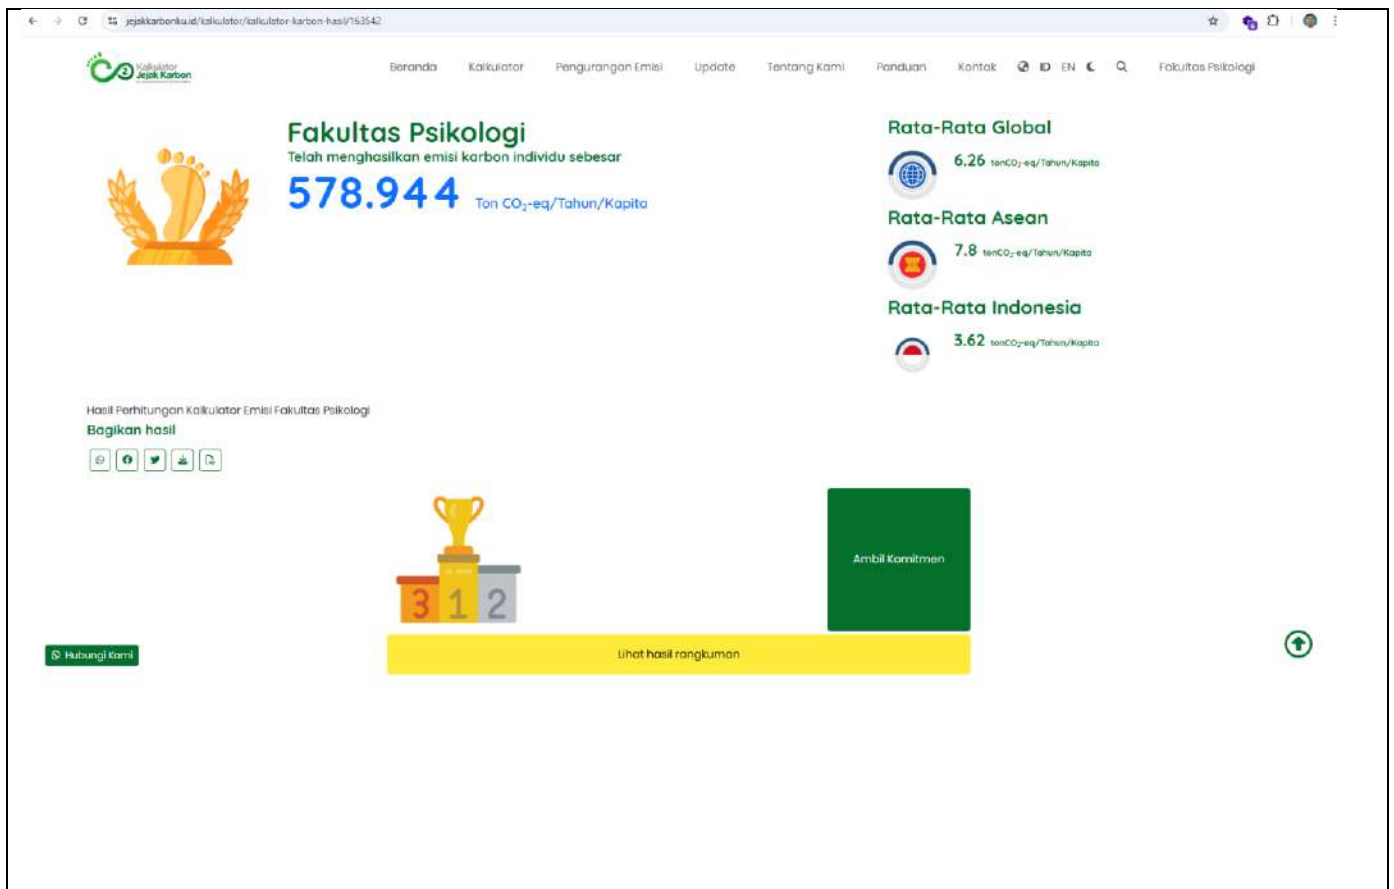 jejakkarbonku.id/kalkulator/kalkulator-karbon-hasil/163542
Kalkulator
Jejak Karbon
Beranda Kalkulator Pengurangan Emisi Update Tentang Kami Panduan Kontak ID EN Fakultas Psikologi
Fakultas Psikologi
Telah menghasilkan emisi karbon individu sebesar
578.944 Ton CO₂-eq/Tahun/Kapita
Rata-Rata Global
6.26 tonCO₂-eq/Tahun/Kapita
Rata-Rata Asean
7.8 tonCO₂-eq/Tahun/Kapita
Rata-Rata Indonesia
3.62 tonCO₂-eq/Tahun/Kapita
Hasil Perhitungan Kalkulator Emisi Fakultas Psikologi
Bagikan hasil
Ambil Komitmen
3 1 2
Hubungi Kami
Lihat hasil rangkuman